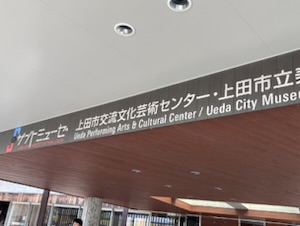 サントミューゼ 上田市交流文化芸術センター・上田市立美
Ueda Performing Arts & Cultural Center / Ueda City Muse